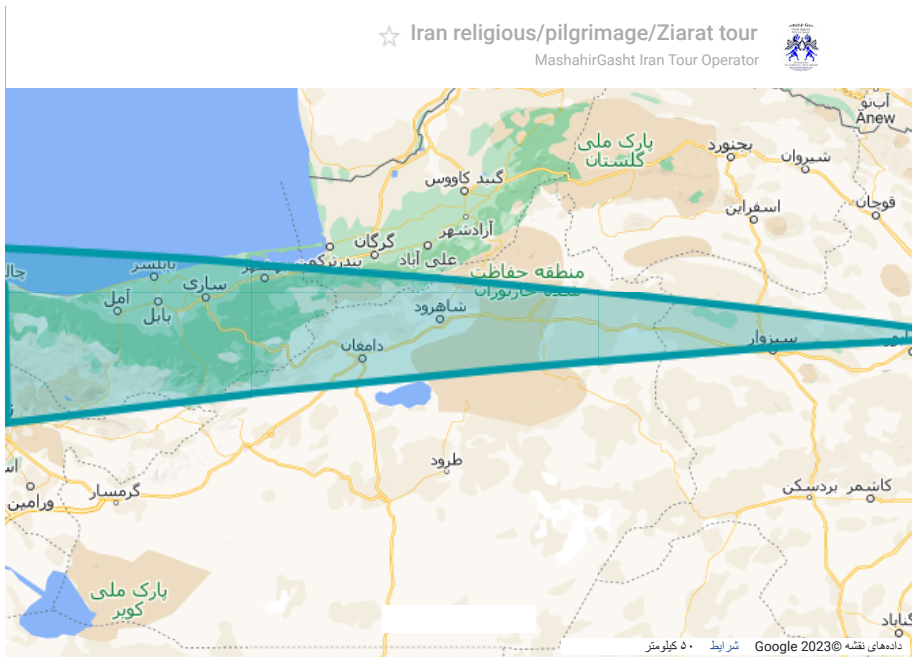 Iran religious/pilgrimage/Ziarat tour
MashahirGasht Iran Tour Operator
آب‌نو
Anew
پارک ملی
گلستان
بجنورد
شیروان
گنبد کاووس
اسفراین
قوچان
آزادشهر
گرگان
علی آباد
بندرترکمن
بابلسر
منطقه حفاظت
شده خارتوران
ساری
آمل
بابل
شاهرود
دامغان
سبزوار
طرود
گرمسار
ورامین
کاشمر
بردسکن
پارک ملی
کویر
داده‌های نقشه ©2023 Google
شرایط
۵۰ کیلومتر